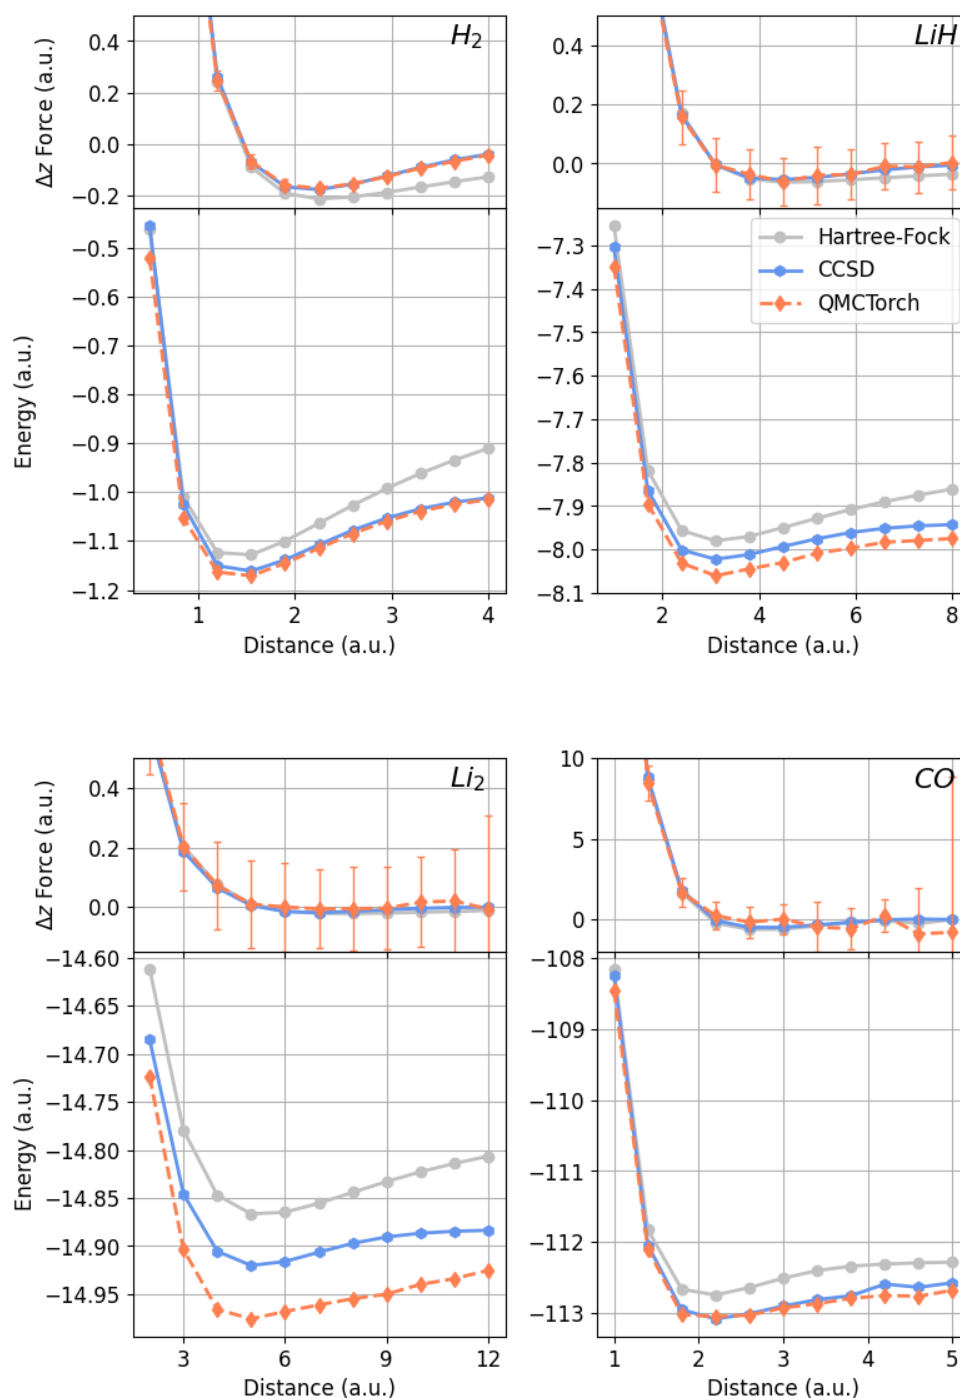 H2
LiH
Δz Force (a.u.)
0.4
0.2
0.0
−0.2
0.4
0.2
0.0
Energy (a.u.)
−0.5
−0.6
−0.7
−0.8
−0.9
−1.0
−1.1
−1.2
−7.3
−7.4
−7.5
−7.6
−7.7
−7.8
−7.9
−8.0
−8.1
Hartree-Fock
CCSD
QMCTorch
1 2 3 4
2 4 6 8
Distance (a.u.)
Distance (a.u.)
Li2
CO
Δz Force (a.u.)
0.4
0.2
0.0
10
5
0
Energy (a.u.)
−14.60
−14.65
−14.70
−14.75
−14.80
−14.85
−14.90
−14.95
−108
−109
−110
−111
−112
−113
3 6 9 12
1 2 3 4 5
Distance (a.u.)
Distance (a.u.)